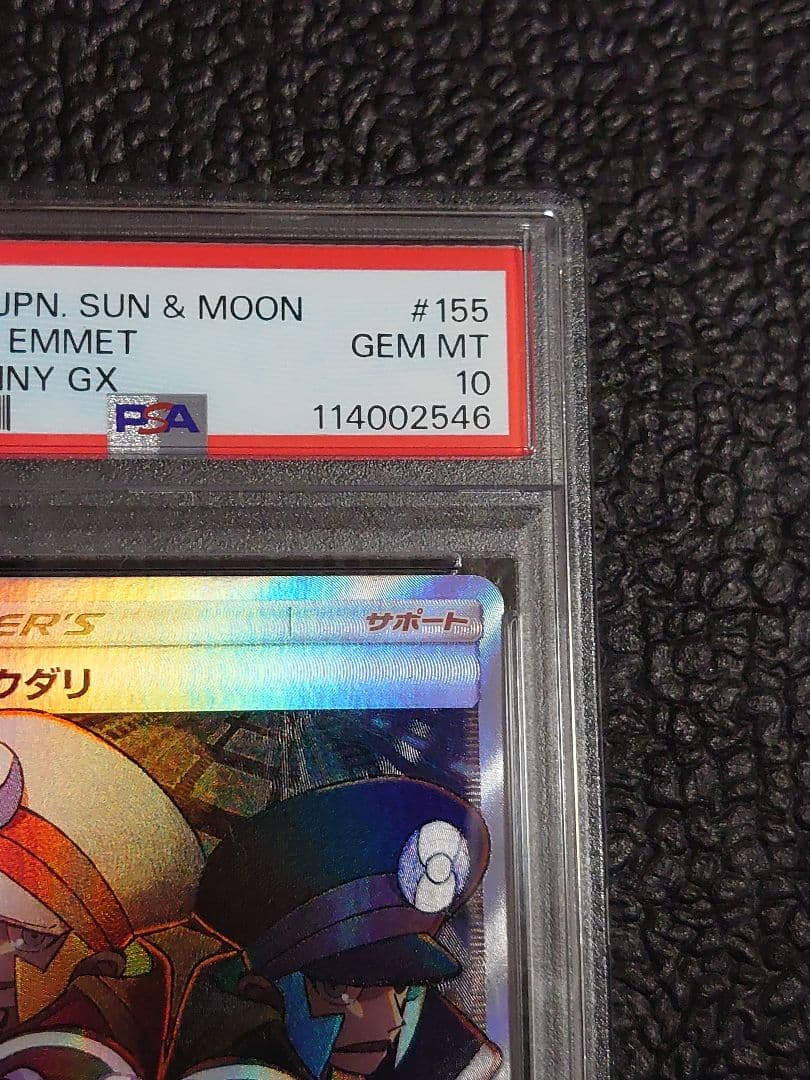 JPN. SUN & MOON #155
EMMET GEM MT
INY GX 10
PSA 114002546
ER'S サポート
クダリ